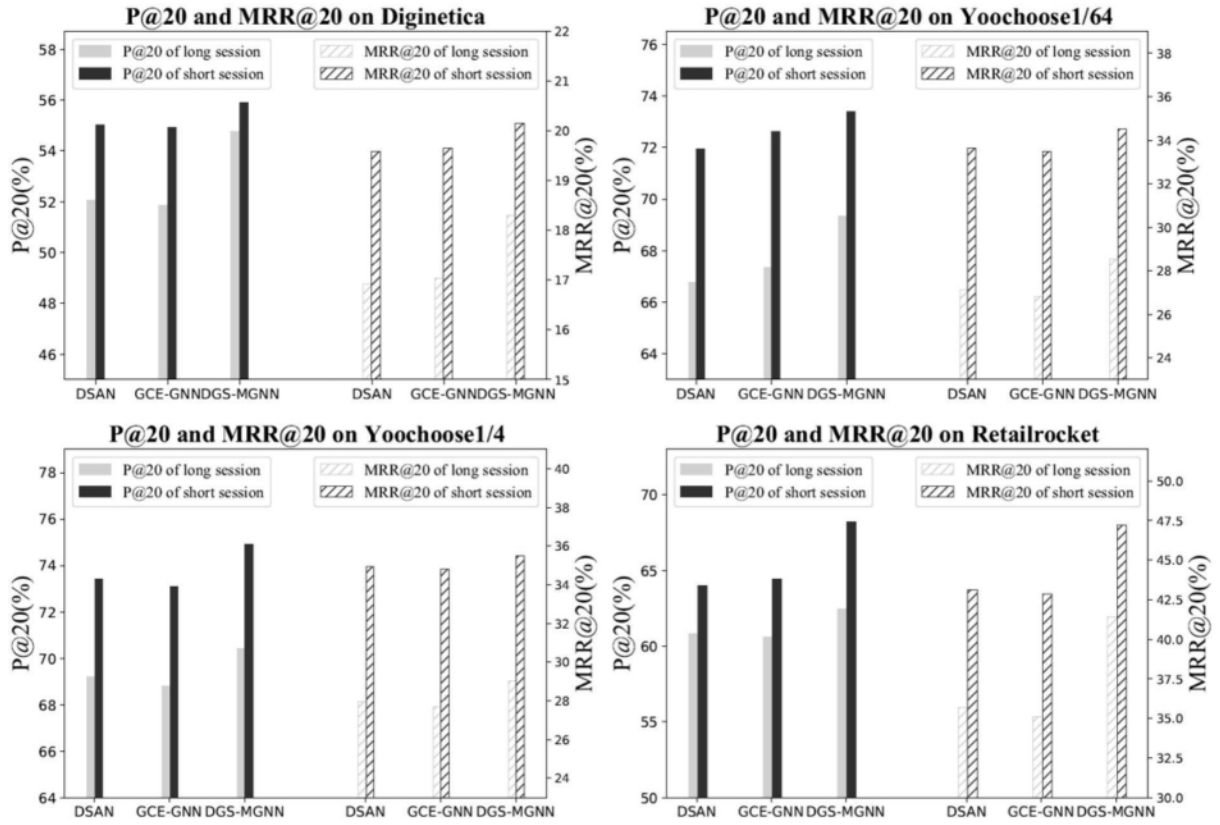 P@20 and MRR@20 on Diginetica
P@20 of long session
P@20 of short session
MRR@20 of long session
MRR@20 of short session
P@20(%)
58
56
54
52
50
48
46
MRR@20(%)
22
21
20
19
18
17
16
15
DSAN GCE-GNN DGS-MGNN DSAN GCE-GNN DGS-MGNN
P@20 and MRR@20 on Yoochoose1/64
P@20 of long session
P@20 of short session
MRR@20 of long session
MRR@20 of short session
P@20(%)
76
74
72
70
68
66
64
MRR@20(%)
38
36
34
32
30
28
26
24
DSAN GCE-GNN DGS-MGNN DSAN GCE-GNN DGS-MGNN
P@20 and MRR@20 on Yoochoose1/4
P@20 of long session
P@20 of short session
MRR@20 of long session
MRR@20 of short session
P@20(%)
78
76
74
72
70
68
66
64
MRR@20(%)
40
38
36
34
32
30
28
26
24
DSAN GCE-GNN DGS-MGNN DSAN GCE-GNN DGS-MGNN
P@20 and MRR@20 on Retailrocket
P@20 of long session
P@20 of short session
MRR@20 of long session
MRR@20 of short session
P@20(%)
70
65
60
55
50
MRR@20(%)
50.0
47.5
45.0
42.5
40.0
37.5
35.0
32.5
30.0
DSAN GCE-GNN DGS-MGNN DSAN GCE-GNN DGS-MGNN